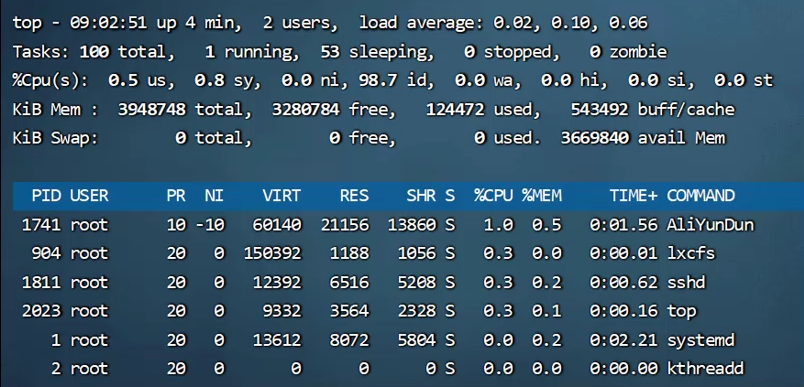 top - 09:02:51 up 4 min,  2 users,  load average: 0.02, 0.10, 0.06
Tasks: 100 total,   1 running,  53 sleeping,   0 stopped,   0 zombie
%Cpu(s):  0.5 us,  0.8 sy,  0.0 ni, 98.7 id,  0.0 wa,  0.0 hi,  0.0 si,  0.0 st
KiB Mem :  3948748 total,  3280784 free,   124472 used,   543492 buff/cache
KiB Swap:        0 total,        0 free,        0 used.  3669840 avail Mem
PID USER      PR  NI    VIRT    RES    SHR S  %CPU %MEM     TIME+ COMMAND
1741 root      10 -10   60140  21156  13860 S   1.0  0.5   0:01.56 AliYunDun
904 root      20   0  150392   1188   1056 S   0.3  0.0   0:00.01 lxcfs
1811 root      20   0   12392   6516   5208 S   0.3  0.2   0:00.62 sshd
2023 root      20   0    9332   3564   2328 S   0.3  0.1   0:00.16 top
1 root      20   0   13612   8072   5804 S   0.0  0.2   0:02.21 systemd
2 root      20   0       0      0      0 S   0.0  0.0   0:00.00 kthreadd